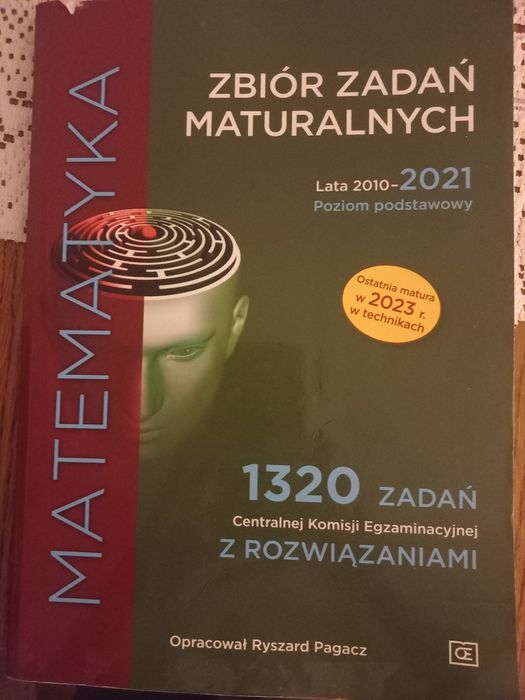 MATEMATYKA
ZBIÓR ZADAŃ
MATURALNYCH
Lata 2010–2021
Poziom podstawowy
Ostatnia matura
w 2023 r.
w technikach
1320 ZADAŃ
Centralnej Komisji Egzaminacyjnej
Z ROZWIĄZANIAMI
Opracował Ryszard Pagacz
OE